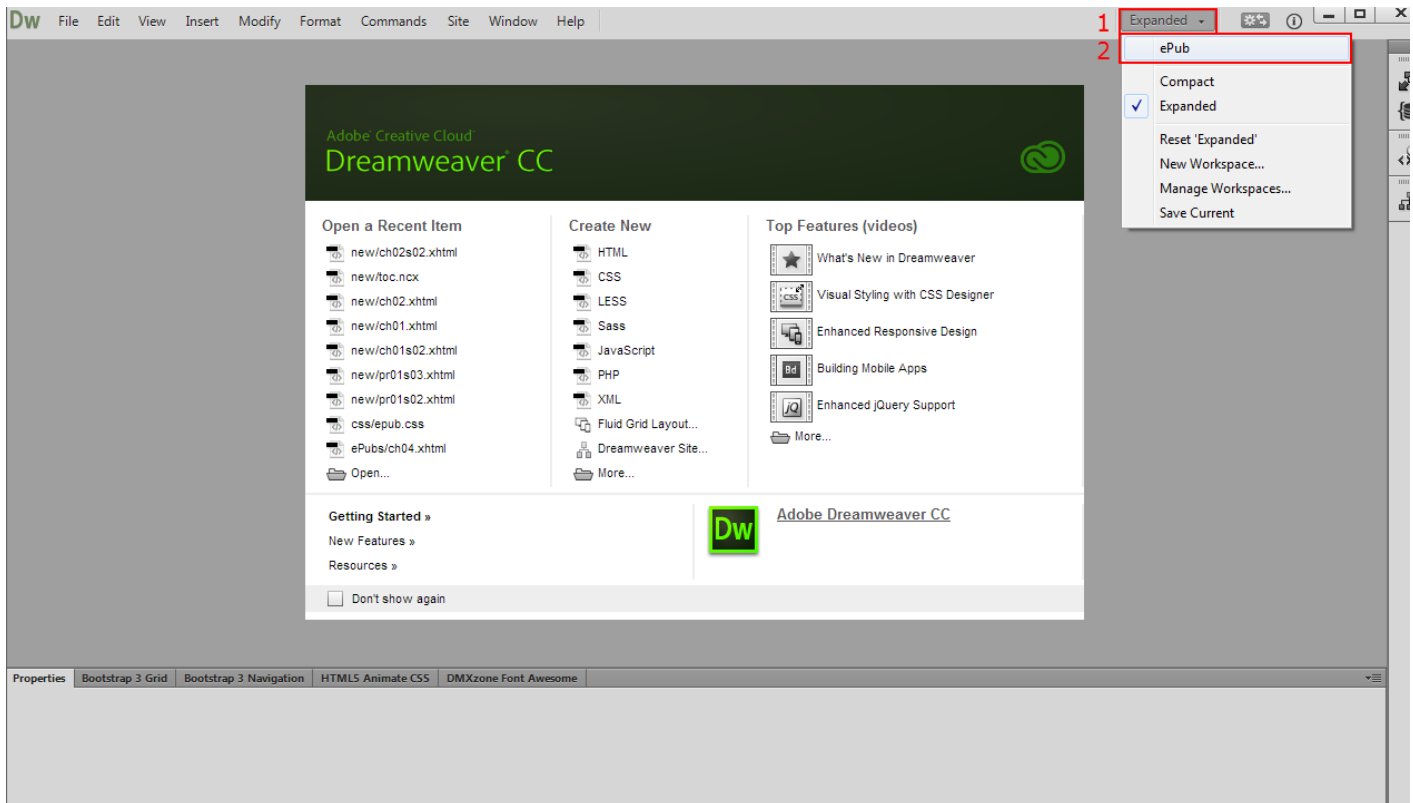 Dw File Edit View Insert Modify Format Commands Site Window Help
1 Expanded
2 ePub
Compact
Expanded
Reset 'Expanded'
New Workspace...
Manage Workspaces...
Save Current
Adobe Creative Cloud
Dreamweaver CC
Open a Recent Item
new/ch02s02.xhtml
new/toc.ncx
new/ch02.xhtml
new/ch01.xhtml
new/ch01s02.xhtml
new/pr01s03.xhtml
new/pr01s02.xhtml
css/epub.css
ePubs/ch04.xhtml
Open...
Create New
HTML
CSS
LESS
Sass
JavaScript
PHP
XML
Fluid Grid Layout...
Dreamweaver Site...
More...
Top Features (videos)
What's New in Dreamweaver
CSS Visual Styling with CSS Designer
Enhanced Responsive Design
Bd Building Mobile Apps
jQ Enhanced jQuery Support
More...
Getting Started »
New Features »
Resources »
Dw Adobe Dreamweaver CC
Don't show again
Properties Bootstrap 3 Grid Bootstrap 3 Navigation HTML5 Animate CSS DMXzone Font Awesome